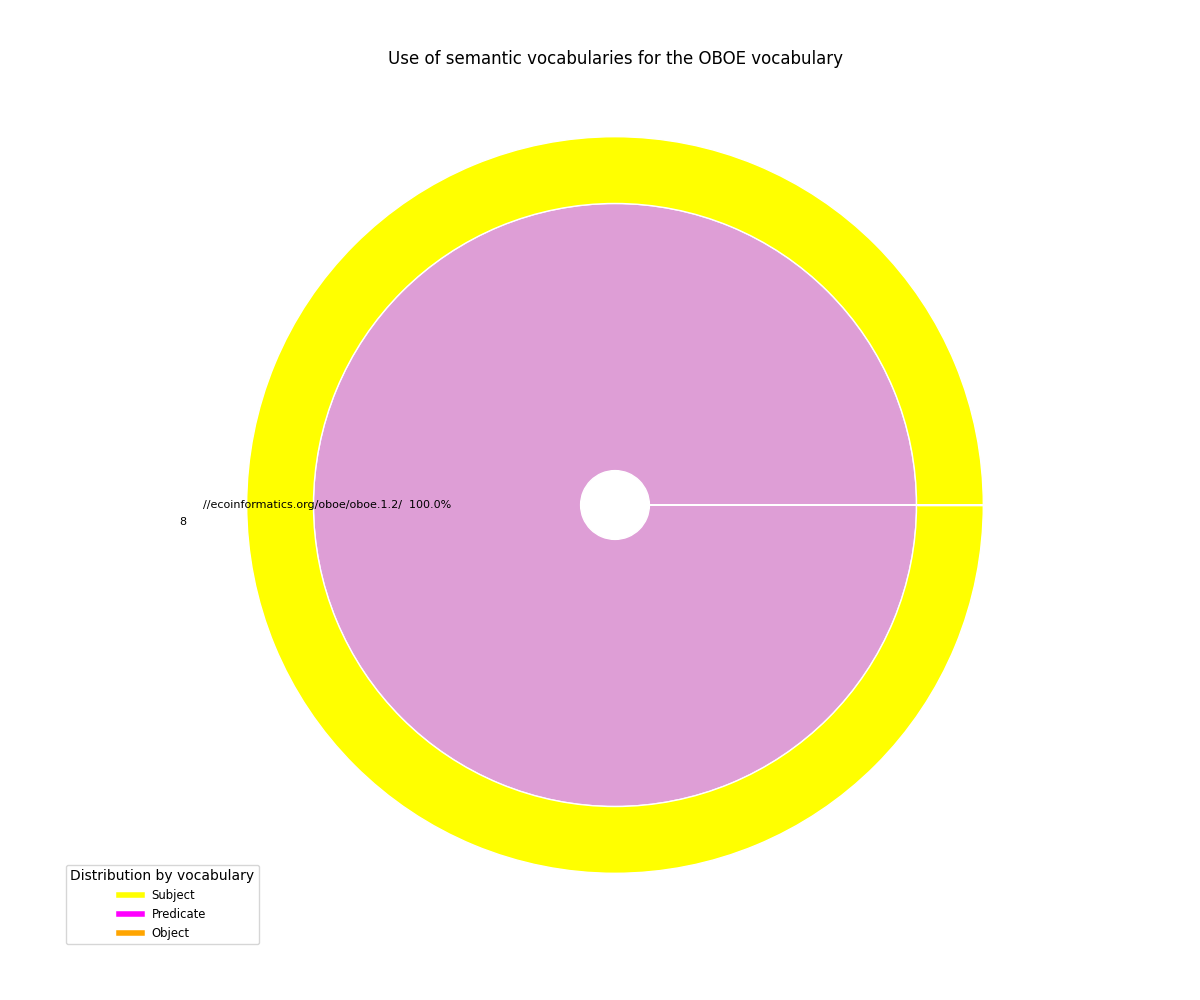 Use of semantic vocabularies for the OBOE vocabulary
//ecoinformatics.org/oboe/oboe.1.2/  100.0%
8
Distribution by vocabulary
Subject
Predicate
Object